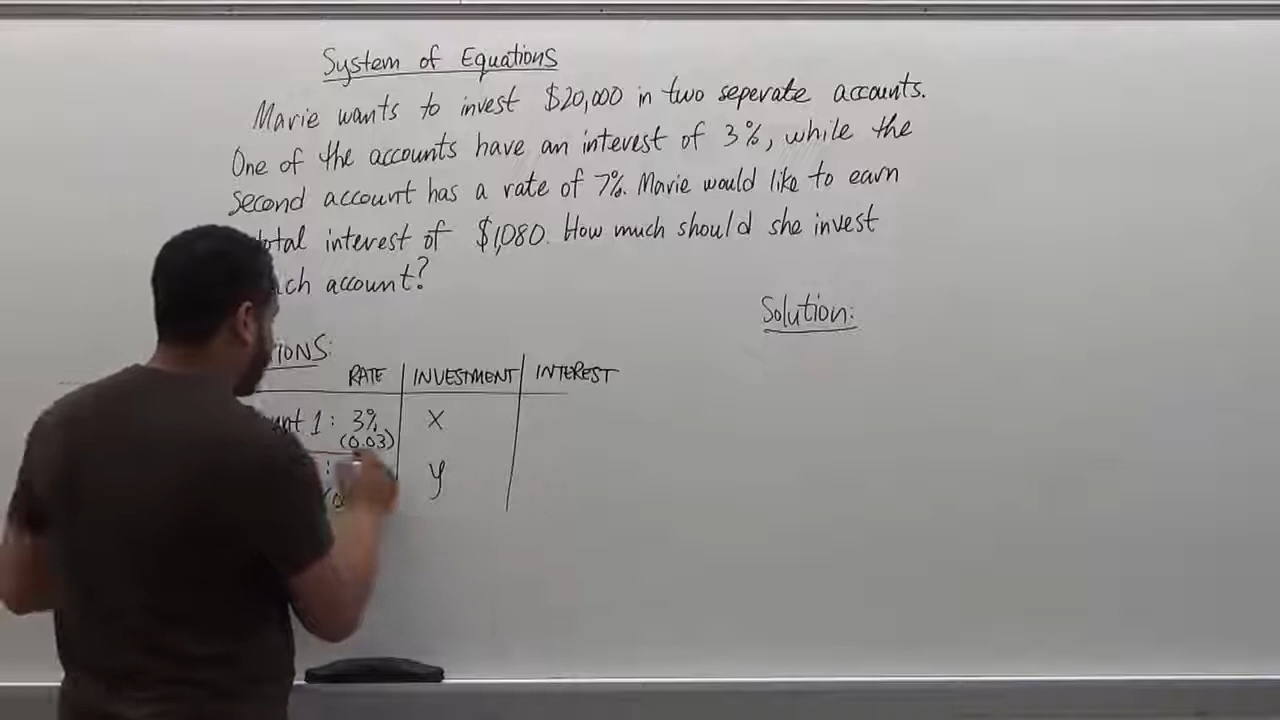 System of Equations
Marie wants to invest $20,000 in two seperate accounts.
One of the accounts have an interest of 3%, while the
second account has a rate of 7%. Marie would like to earn
total interest of $1,080. How much should she invest
account?
Solution:
RATE INVESTMENT INTEREST
1: 3% x
(0.03)
: y